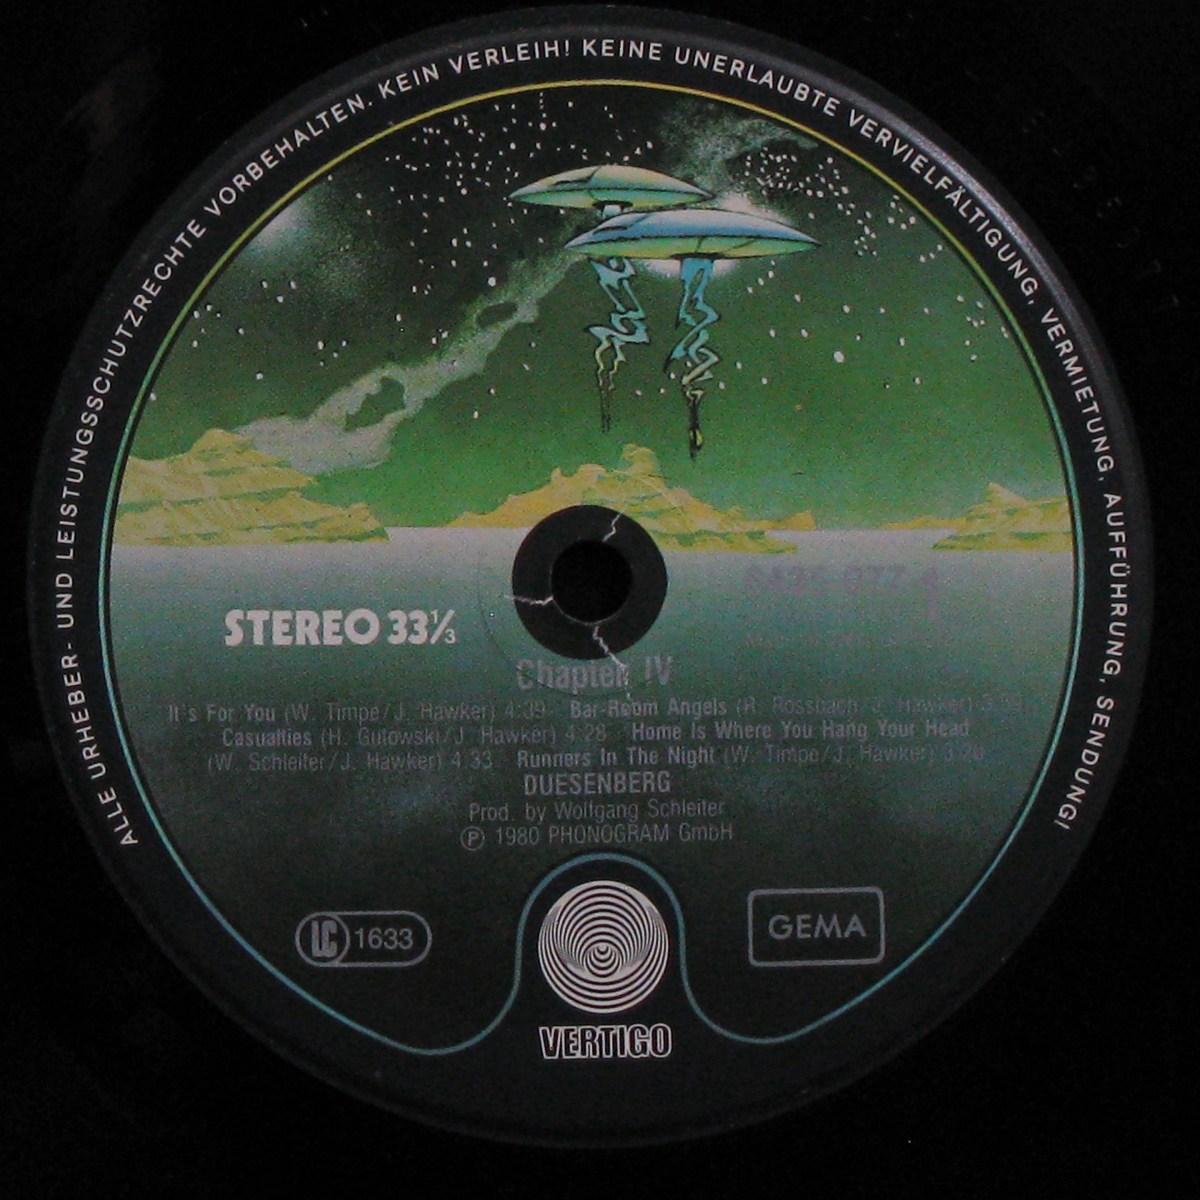 ALLE URHEBER- UND LEISTUNGSSCHUTZRECHTE VORBEHALTEN. KEIN VERLEIH! KEINE UNERLAUBTE VERVIELFÄLTIGUNG, VERMIETUNG, AUFFÜHRUNG, SENDUNG!
STEREO 33⅓
Chapter IV
It's For You (W. Timpe/J. Hawker) 4:39 Bar-Room Angels (R. Rossbach/J. Hawker)
Casualties (H. Gutowski/J. Hawker) 4:28 Home Is Where You Hang Your Head
(W. Schleiter/J. Hawker) 4:33 Runners In The Night (W. Timpe/J. Hawker)
DUESENBERG
Prod. by Wolfgang Schleiter
Ⓟ 1980 PHONOGRAM GmbH
LC 1633
GEMA
VERTIGO